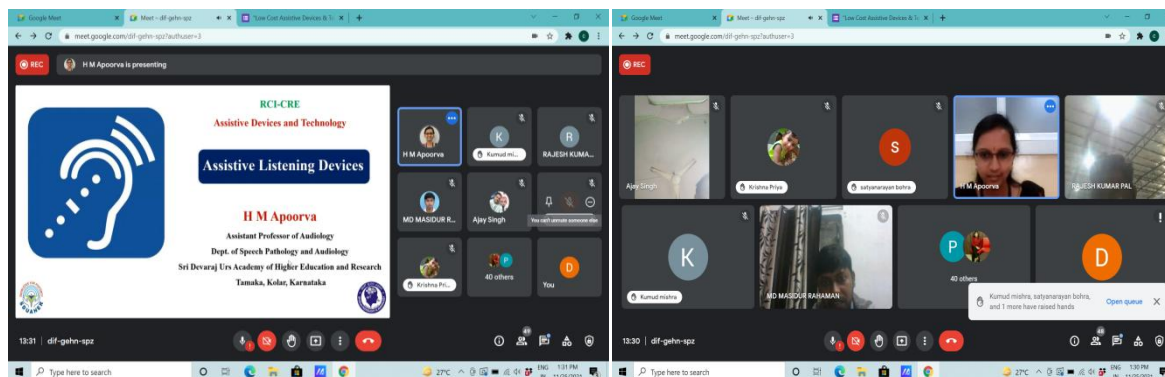 Google Meet
Meet – dif-gehn-spz
"Low Cost Assistive Devices & Te
meet.google.com/dif-gehn-spz?authuser=3
REC
H M Apoorva is presenting
RCI-CRE
Assistive Devices and Technology
Assistive Listening Devices
H M Apoorva
Assistant Professor of Audiology
Dept. of Speech Pathology and Audiology
Sri Devaraj Urs Academy of Higher Education and Research
Tamaka, Kolar, Karnataka
H M Apoorva
K
Kumud mi...
R
RAJESH KUMA...
MD MASIDUR R...
Ajay Singh
You can't unmute someone else
Krishna Pri...
P
40 others
D
You
13:31 | dif-gehn-spz
49
Type here to search
27°C
ENG
1:31 PM
Google Meet
Meet – dif-gehn-spz
"Low Cost Assistive Devices & Te
meet.google.com/dif-gehn-spz?authuser=3
REC
Ajay Singh
Krishna Priya
S
satyanarayan bohra
H M Apoorva
RAJESH KUMAR PAL
K
Kumud mishra
MD MASIDUR RAHAMAN
P
40 others
D
Kumud mishra, satyanarayan bohra,
and 1 more have raised hands
Open queue
13:30 | dif-gehn-spz
48
Type here to search
27°C
ENG
1:30 PM